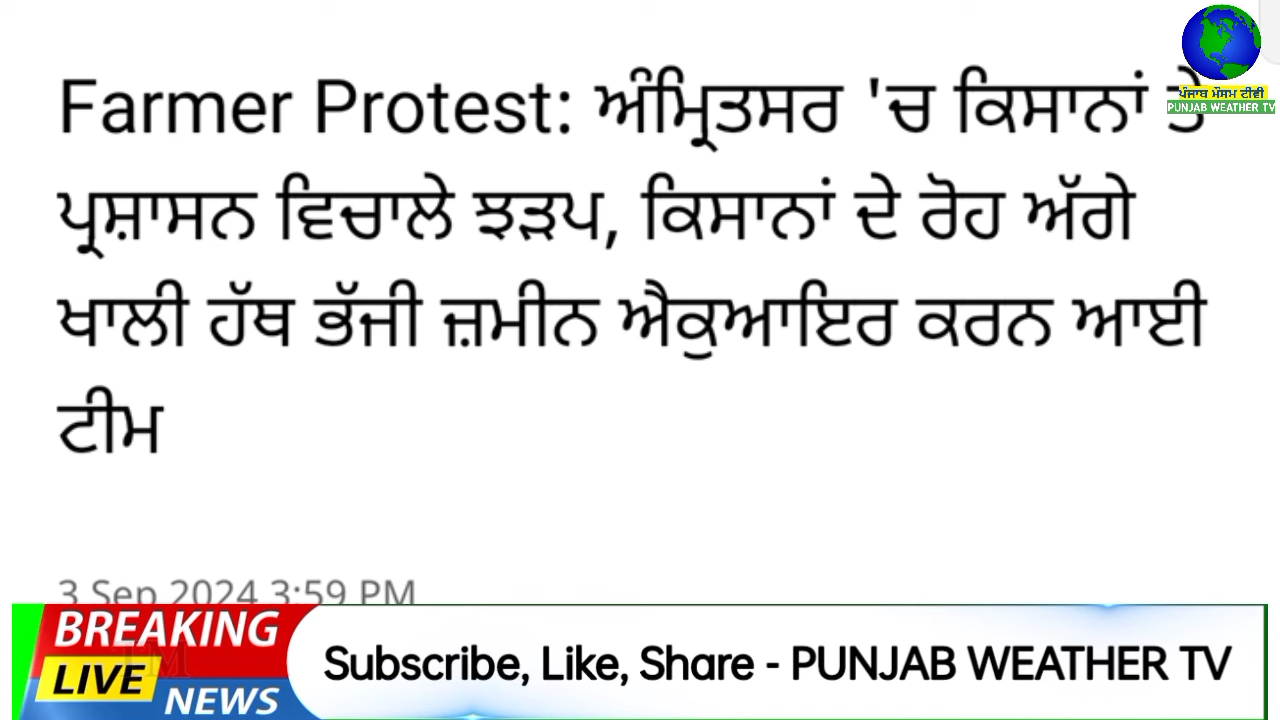 Farmer Protest: ਅੰਮ੍ਰਿਤਸਰ 'ਚ ਕਿਸਾਨਾਂ ਤੇ
ਪ੍ਰਸ਼ਾਸਨ ਵਿਚਾਲੇ ਝੜਪ, ਕਿਸਾਨਾਂ ਦੇ ਰੋਹ ਅੱਗੇ
ਖਾਲੀ ਹੱਥ ਭੱਜੀ ਜ਼ਮੀਨ ਐਕੁਆਇਰ ਕਰਨ ਆਈ
ਟੀਮ
3 Sep 2024 3:59 PM
ਪੰਜਾਬ ਮੌਸਮ ਟੀਵੀ
PUNJAB WEATHER TV
BREAKING
LIVE
NEWS
Subscribe, Like, Share - PUNJAB WEATHER TV